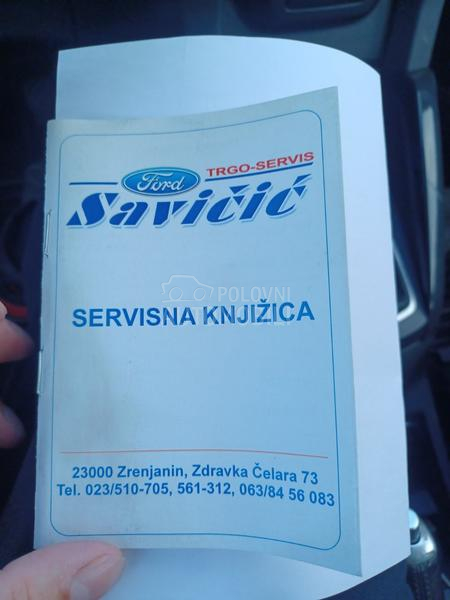 Ford
TRGO-SERVIS
Savičić
POLOVNI
SERVISNA KNJIŽICA
23000 Zrenjanin, Zdravka Čelara 73
Tel. 023/510-705, 561-312, 063/84 56 083